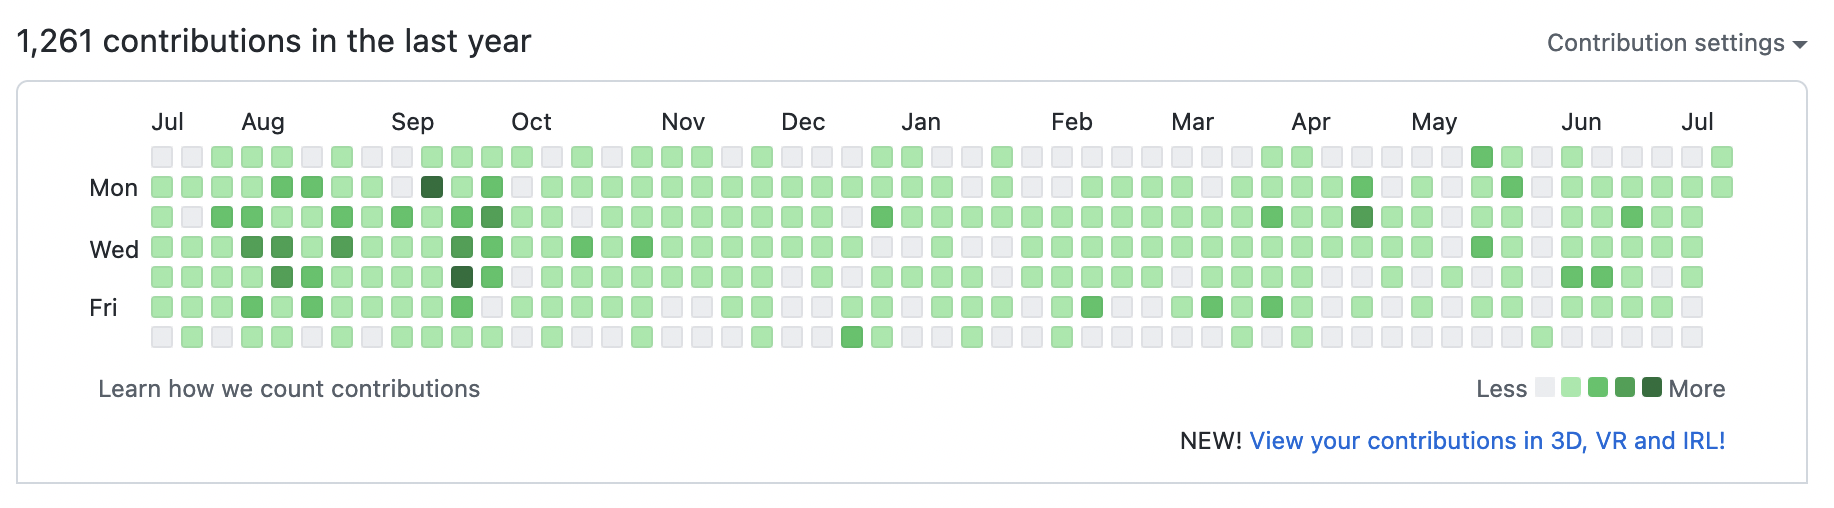 1,261 contributions in the last year
Contribution settings
Jul Aug Sep Oct Nov Dec Jan Feb Mar Apr May Jun Jul
Mon
Wed
Fri
Learn how we count contributions
Less More
NEW! View your contributions in 3D, VR and IRL!